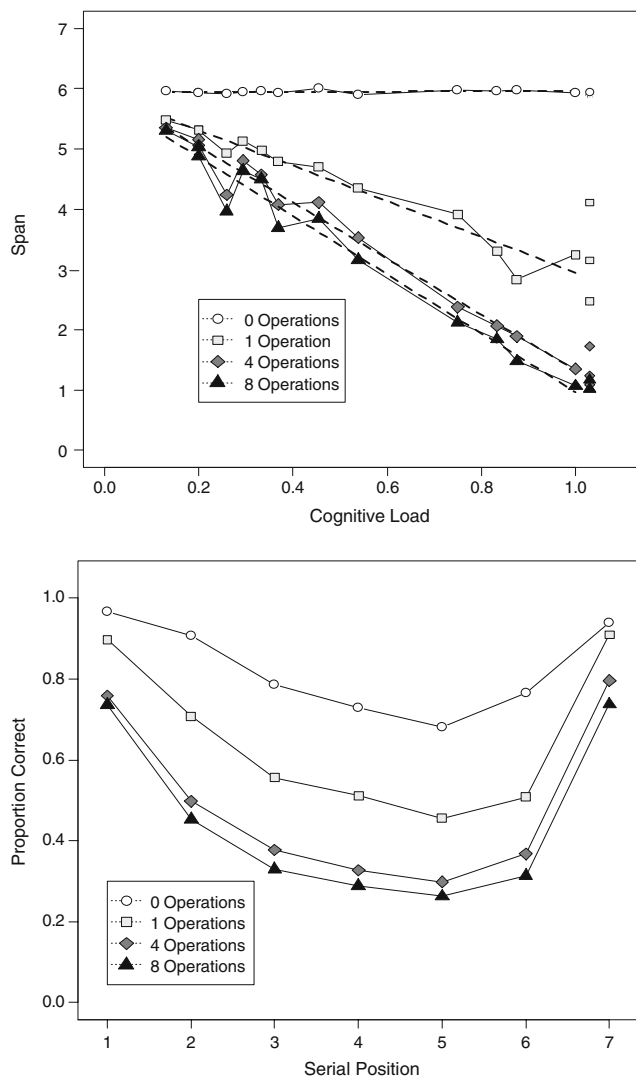 7
6
5
4
3
2
1
0
Span
0 Operations
1 Operation
4 Operations
8 Operations
0.0 0.2 0.4 0.6 0.8 1.0
Cognitive Load
1.0
0.8
0.6
0.4
0.2
0.0
Proportion Correct
0 Operations
1 Operations
4 Operations
8 Operations
1 2 3 4 5 6 7
Serial Position